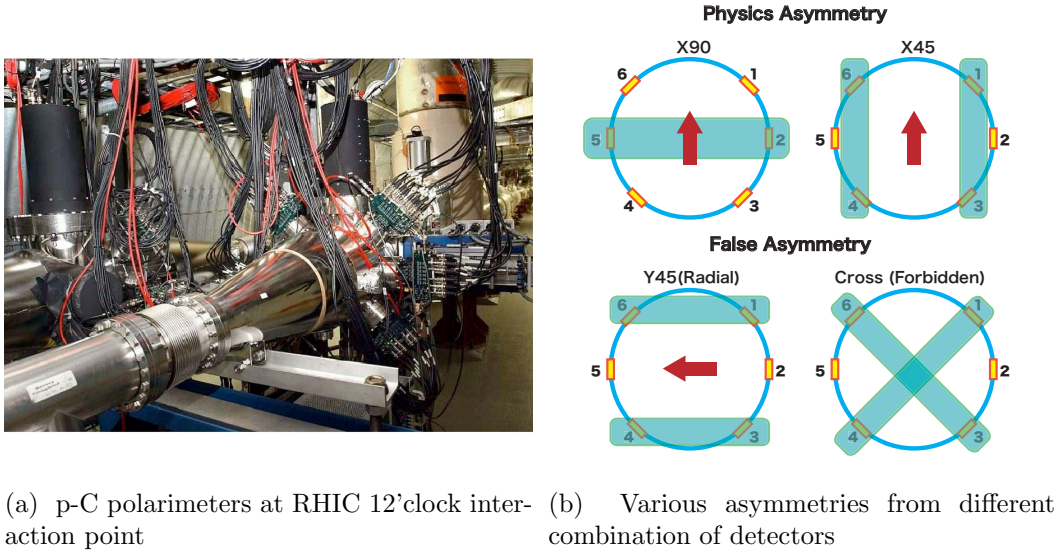 Physics Asymmetry
X90
X45
6
1
5
2
4
3
6
1
5
2
4
3
False Asymmetry
Y45(Radial)
Cross (Forbidden)
6
1
5
2
4
3
6
1
5
2
4
3
(a) p-C polarimeters at RHIC 12'clock inter-
action point
(b) Various asymmetries from different
combination of detectors